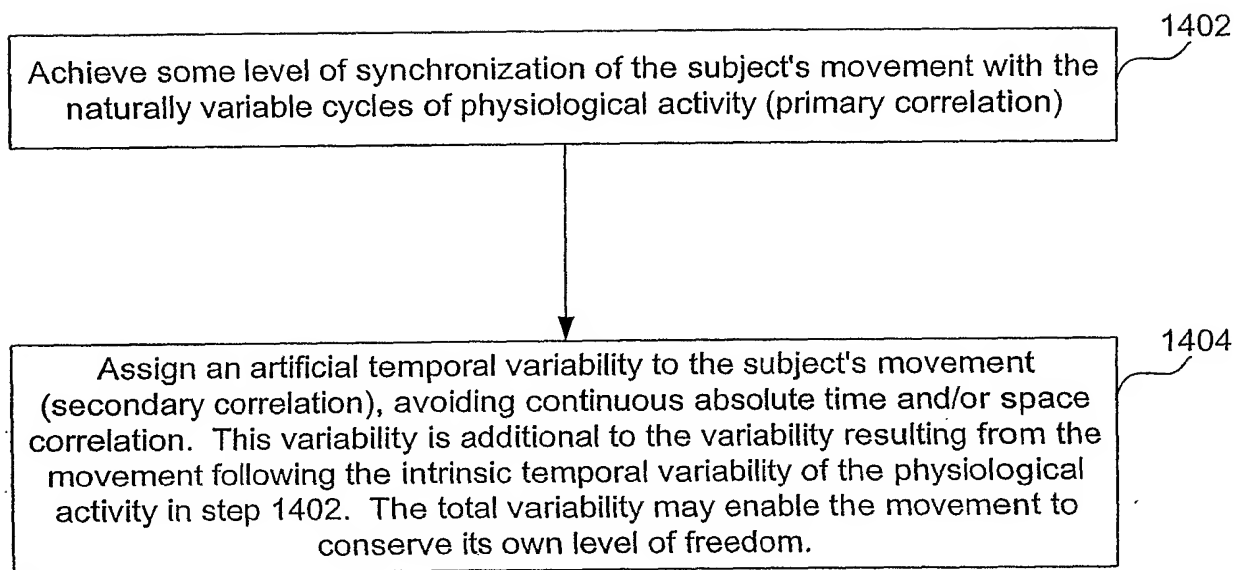 1402
Achieve some level of synchronization of the subject's movement with the
naturally variable cycles of physiological activity (primary correlation)
1404
Assign an artificial temporal variability to the subject's movement
(secondary correlation), avoiding continuous absolute time and/or space
correlation. This variability is additional to the variability resulting from the
movement following the intrinsic temporal variability of the physiological
activity in step 1402. The total variability may enable the movement to
conserve its own level of freedom.